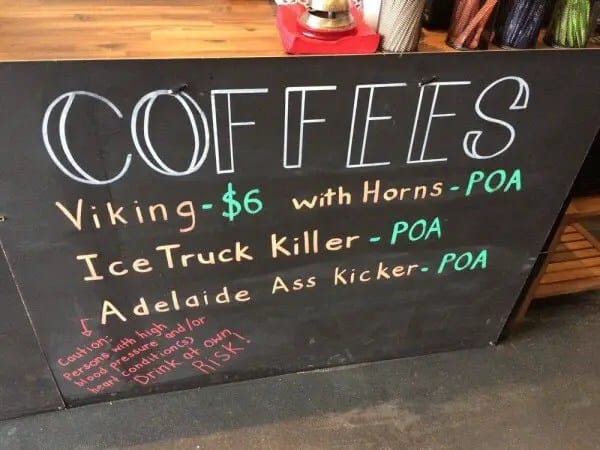 COFFEES
Viking - $6 with Horns - POA
Ice Truck Killer - POA
Adelaide Ass Kicker - POA
Caution:
Persons with high
blood pressure and/or
heart condition(s)
Drink at own
RISK!